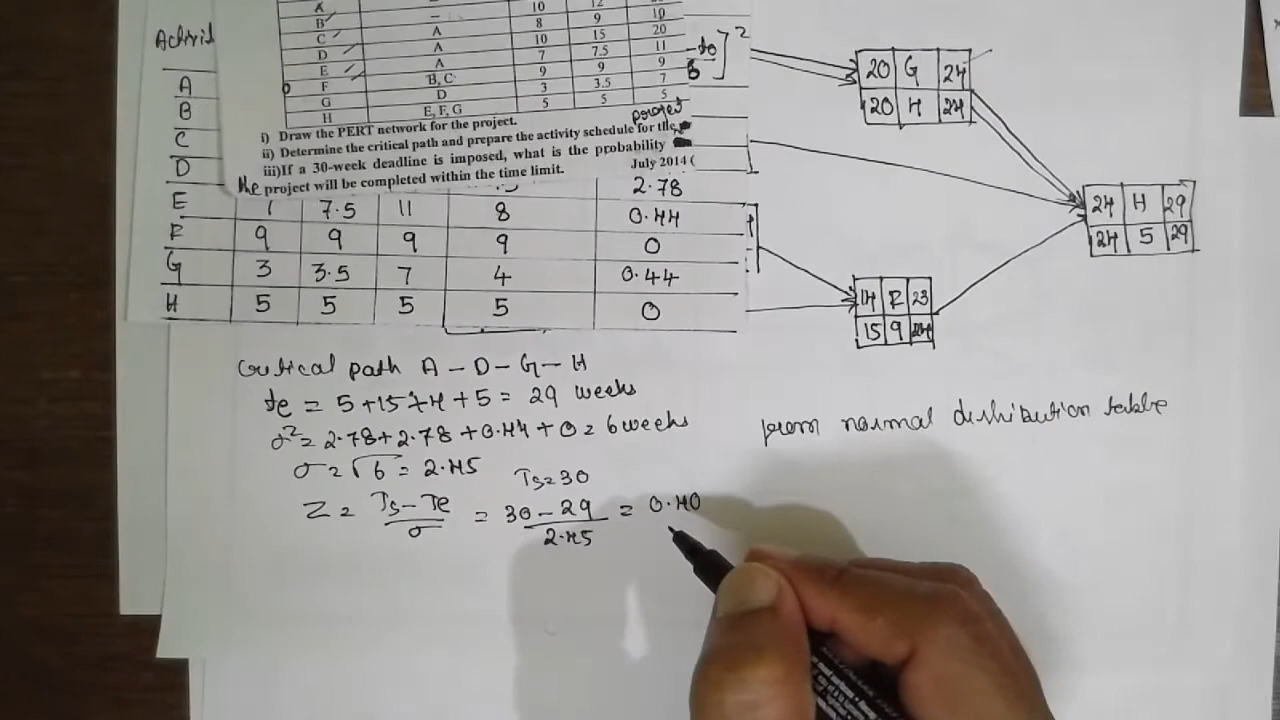 A 10 12
B – 8 9 10
C A 10 15 20
D A 7 7.5 11
E A 9 9 9
F B, C 3 3.5 7
G D 5 5 5
H E, F, G
i) Draw the PERT network for the project.
ii) Determine the critical path and prepare the activity schedule for the project
iii)If a 30-week deadline is imposed, what is the probability
the project will be completed within the time limit. July 2014 (
Activi
A
B
C
D
2.78
E 7.5 11 8 0.44
F 9 9 9 9 0
G 3 3.5 7 4 0.44
H 5 5 5 5 0
20 G 24
20 4 24
24 H 29
24 5 29
14 F 23
15 9 24
Critical path A – D – G – H
te = 5+15+4+5 = 29 weeks
σ² = 2.78+2.78+0.44+0 = 6 weeks
σ = √6 = 2.45
Ts = 30
Z = Ts – Te / σ = 30 – 29 / 2.45 = 0.40
from normal distribution table